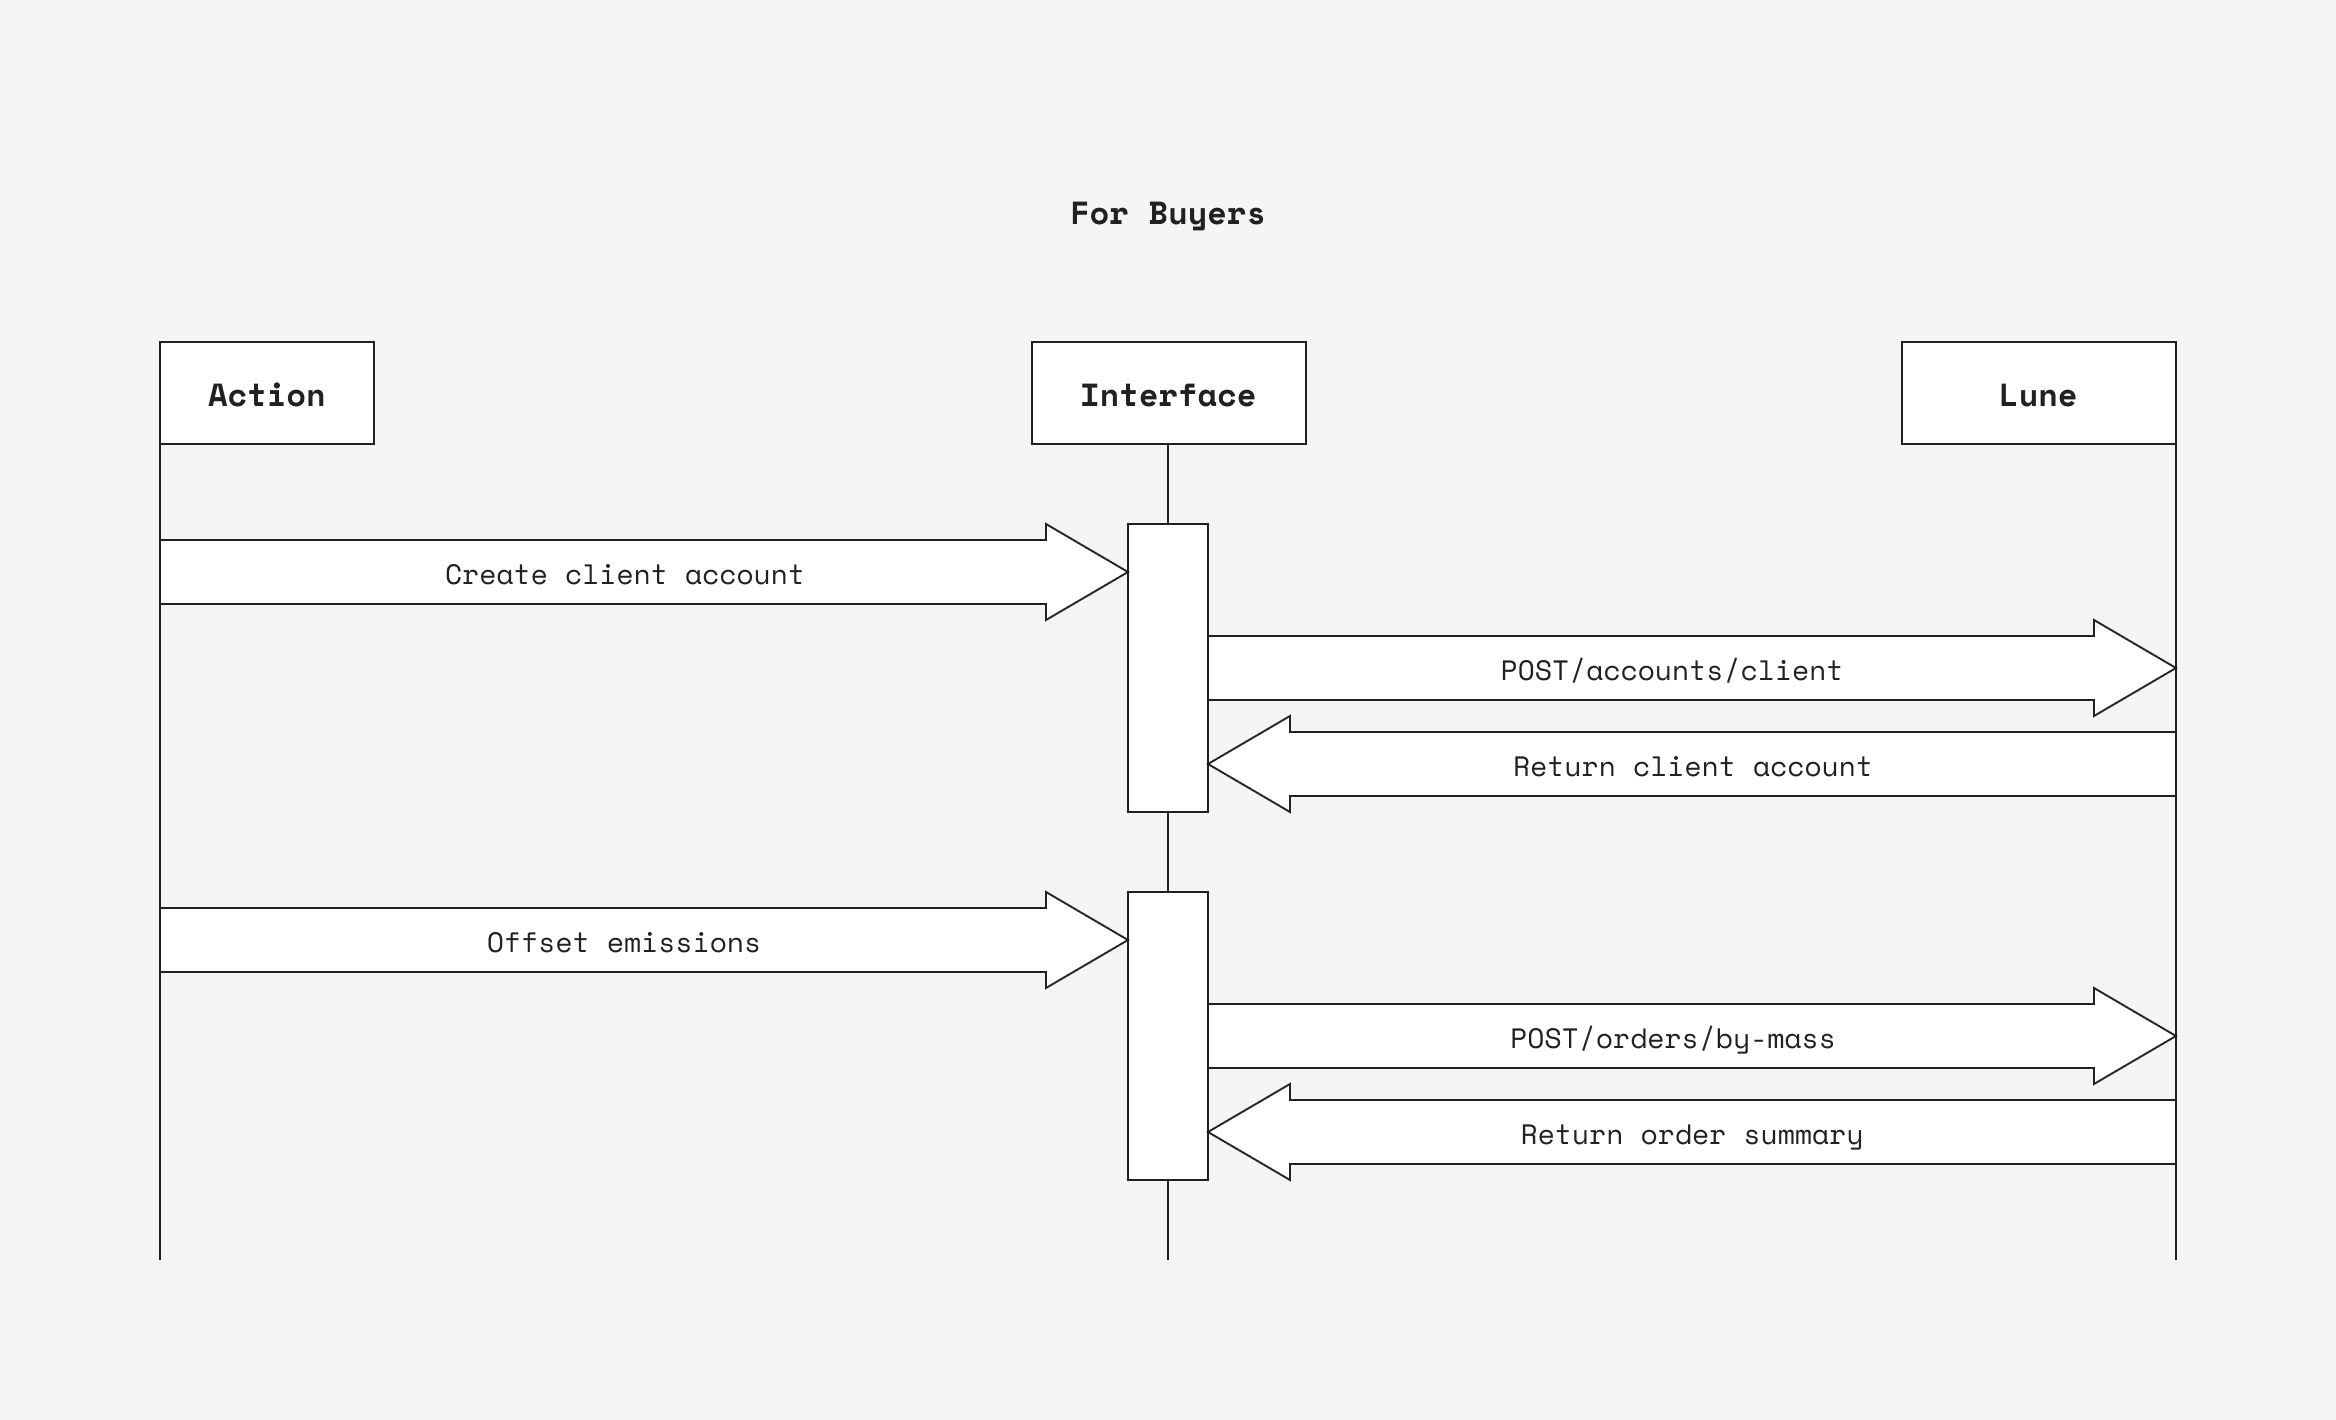 For Buyers
Action
Interface
Lune
Create client account
POST/accounts/client
Return client account
Offset emissions
POST/orders/by-mass
Return order summary